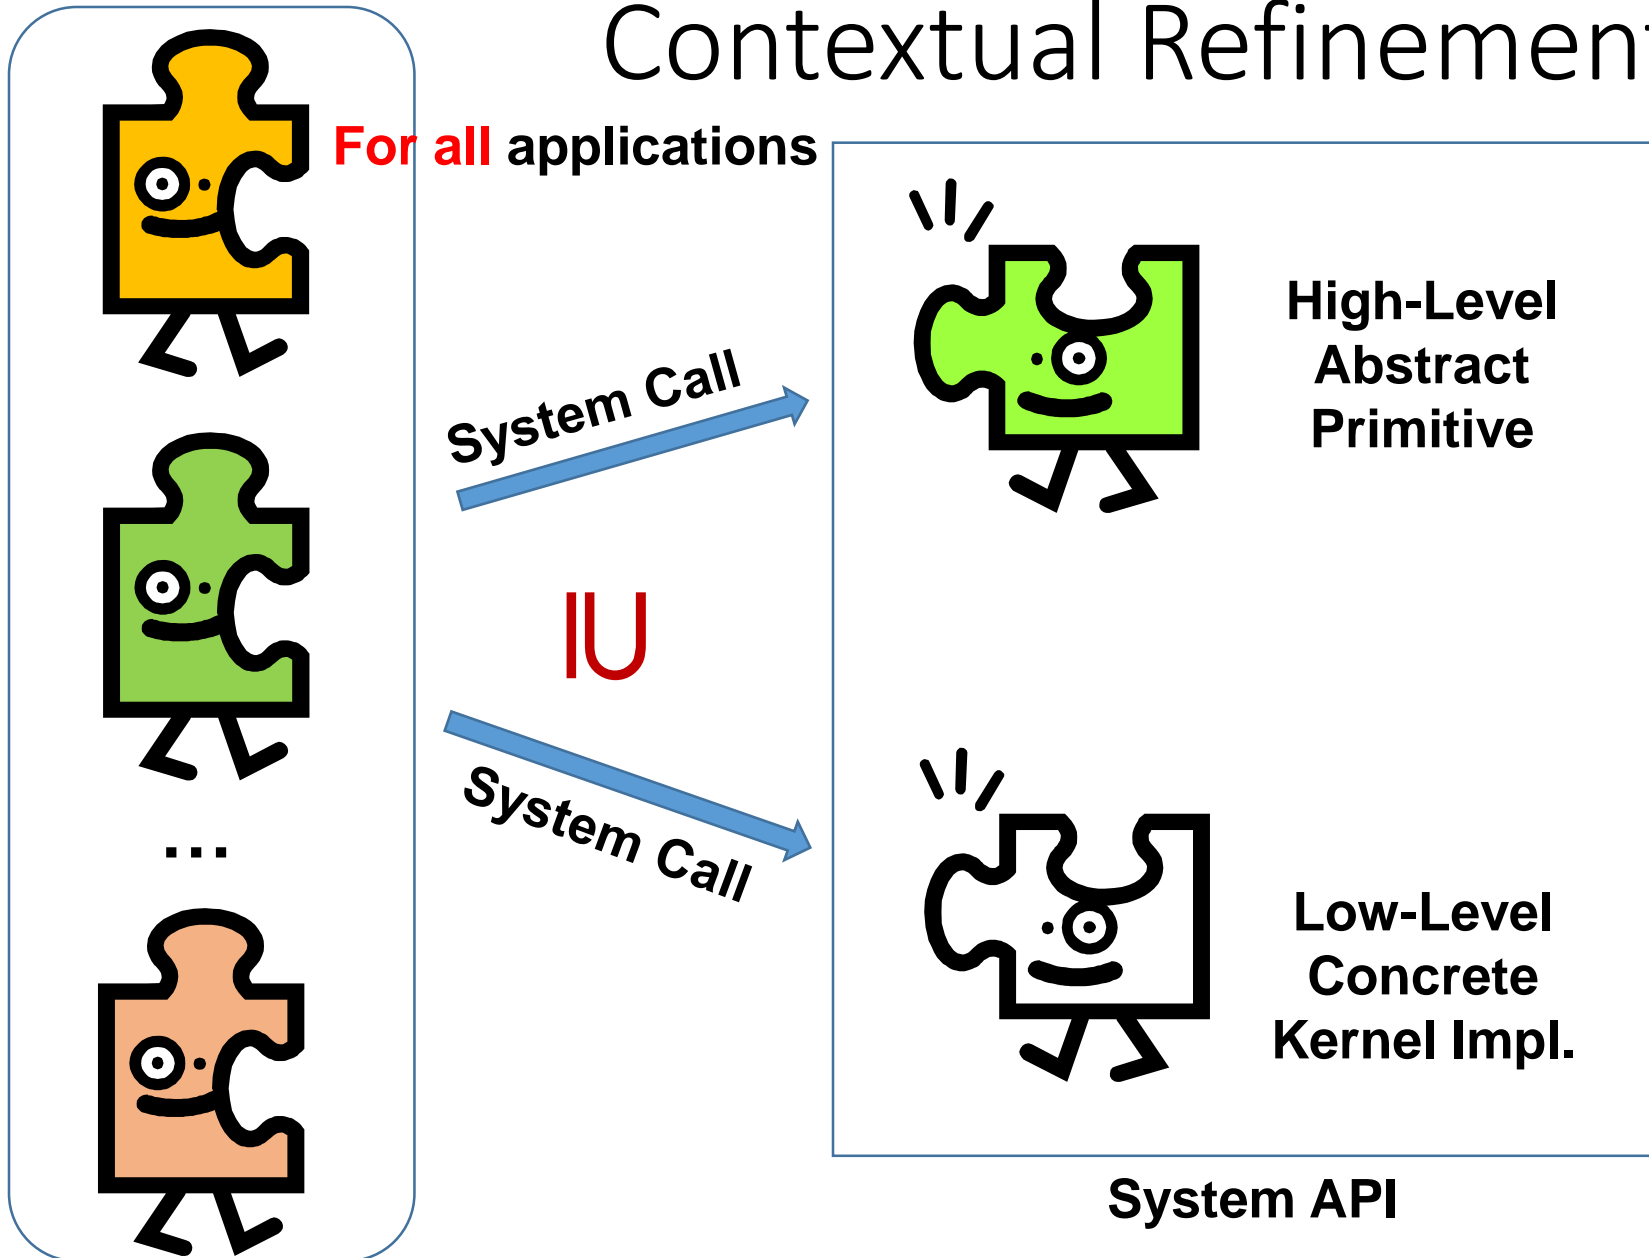 Contextual Refinement
For all applications
High-Level
Abstract
Primitive
System Call
⊆
System Call
…
Low-Level
Concrete
Kernel Impl.
System API